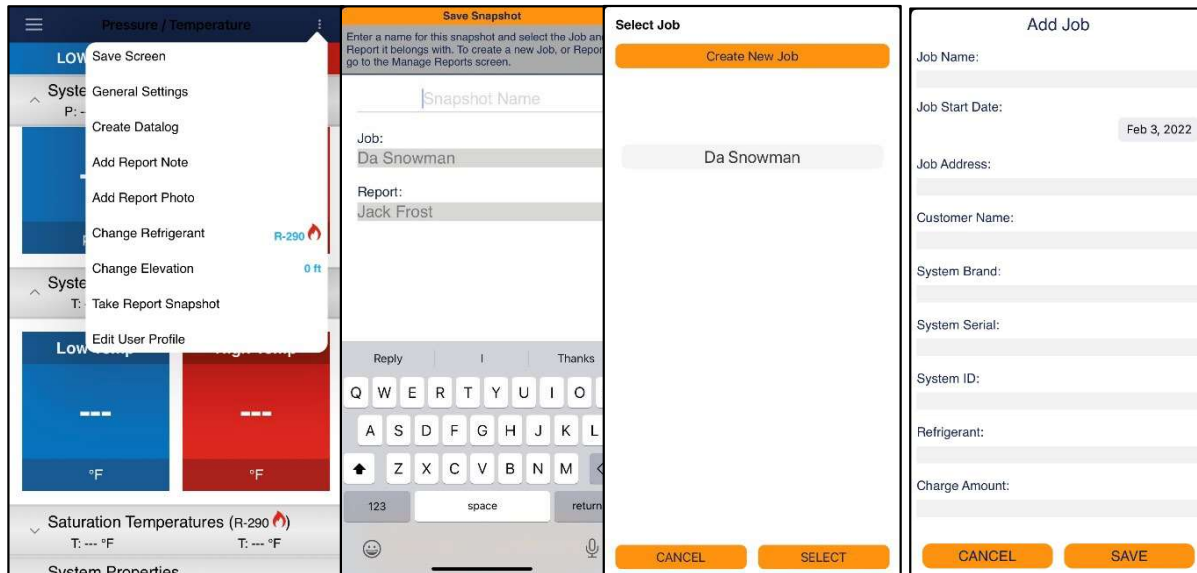 Pressure / Temperature
LOW
Save Screen
Syste
General Settings
P: -
Create Datalog
Add Report Note
Add Report Photo
Change Refrigerant
R-290
Change Elevation
0 ft
Syste
T: -
Take Report Snapshot
Edit User Profile
Low Temp
High Temp
---
---
°F
°F
Saturation Temperatures (R-290)
T: --- °F
T: --- °F
System Properties
Save Snapshot
Enter a name for this snapshot and select the Job an
Report it belongs with. To create a new Job, or Repor
go to the Manage Reports screen.
Snapshot Name
Job:
Da Snowman
Report:
Jack Frost
Reply
I
Thanks
Q W E R T Y U I O
A S D F G H J K L
Z X C V B N M
123
space
return
Select Job
Create New Job
Da Snowman
CANCEL
SELECT
Add Job
Job Name:
Job Start Date:
Feb 3, 2022
Job Address:
Customer Name:
System Brand:
System Serial:
System ID:
Refrigerant:
Charge Amount:
CANCEL
SAVE